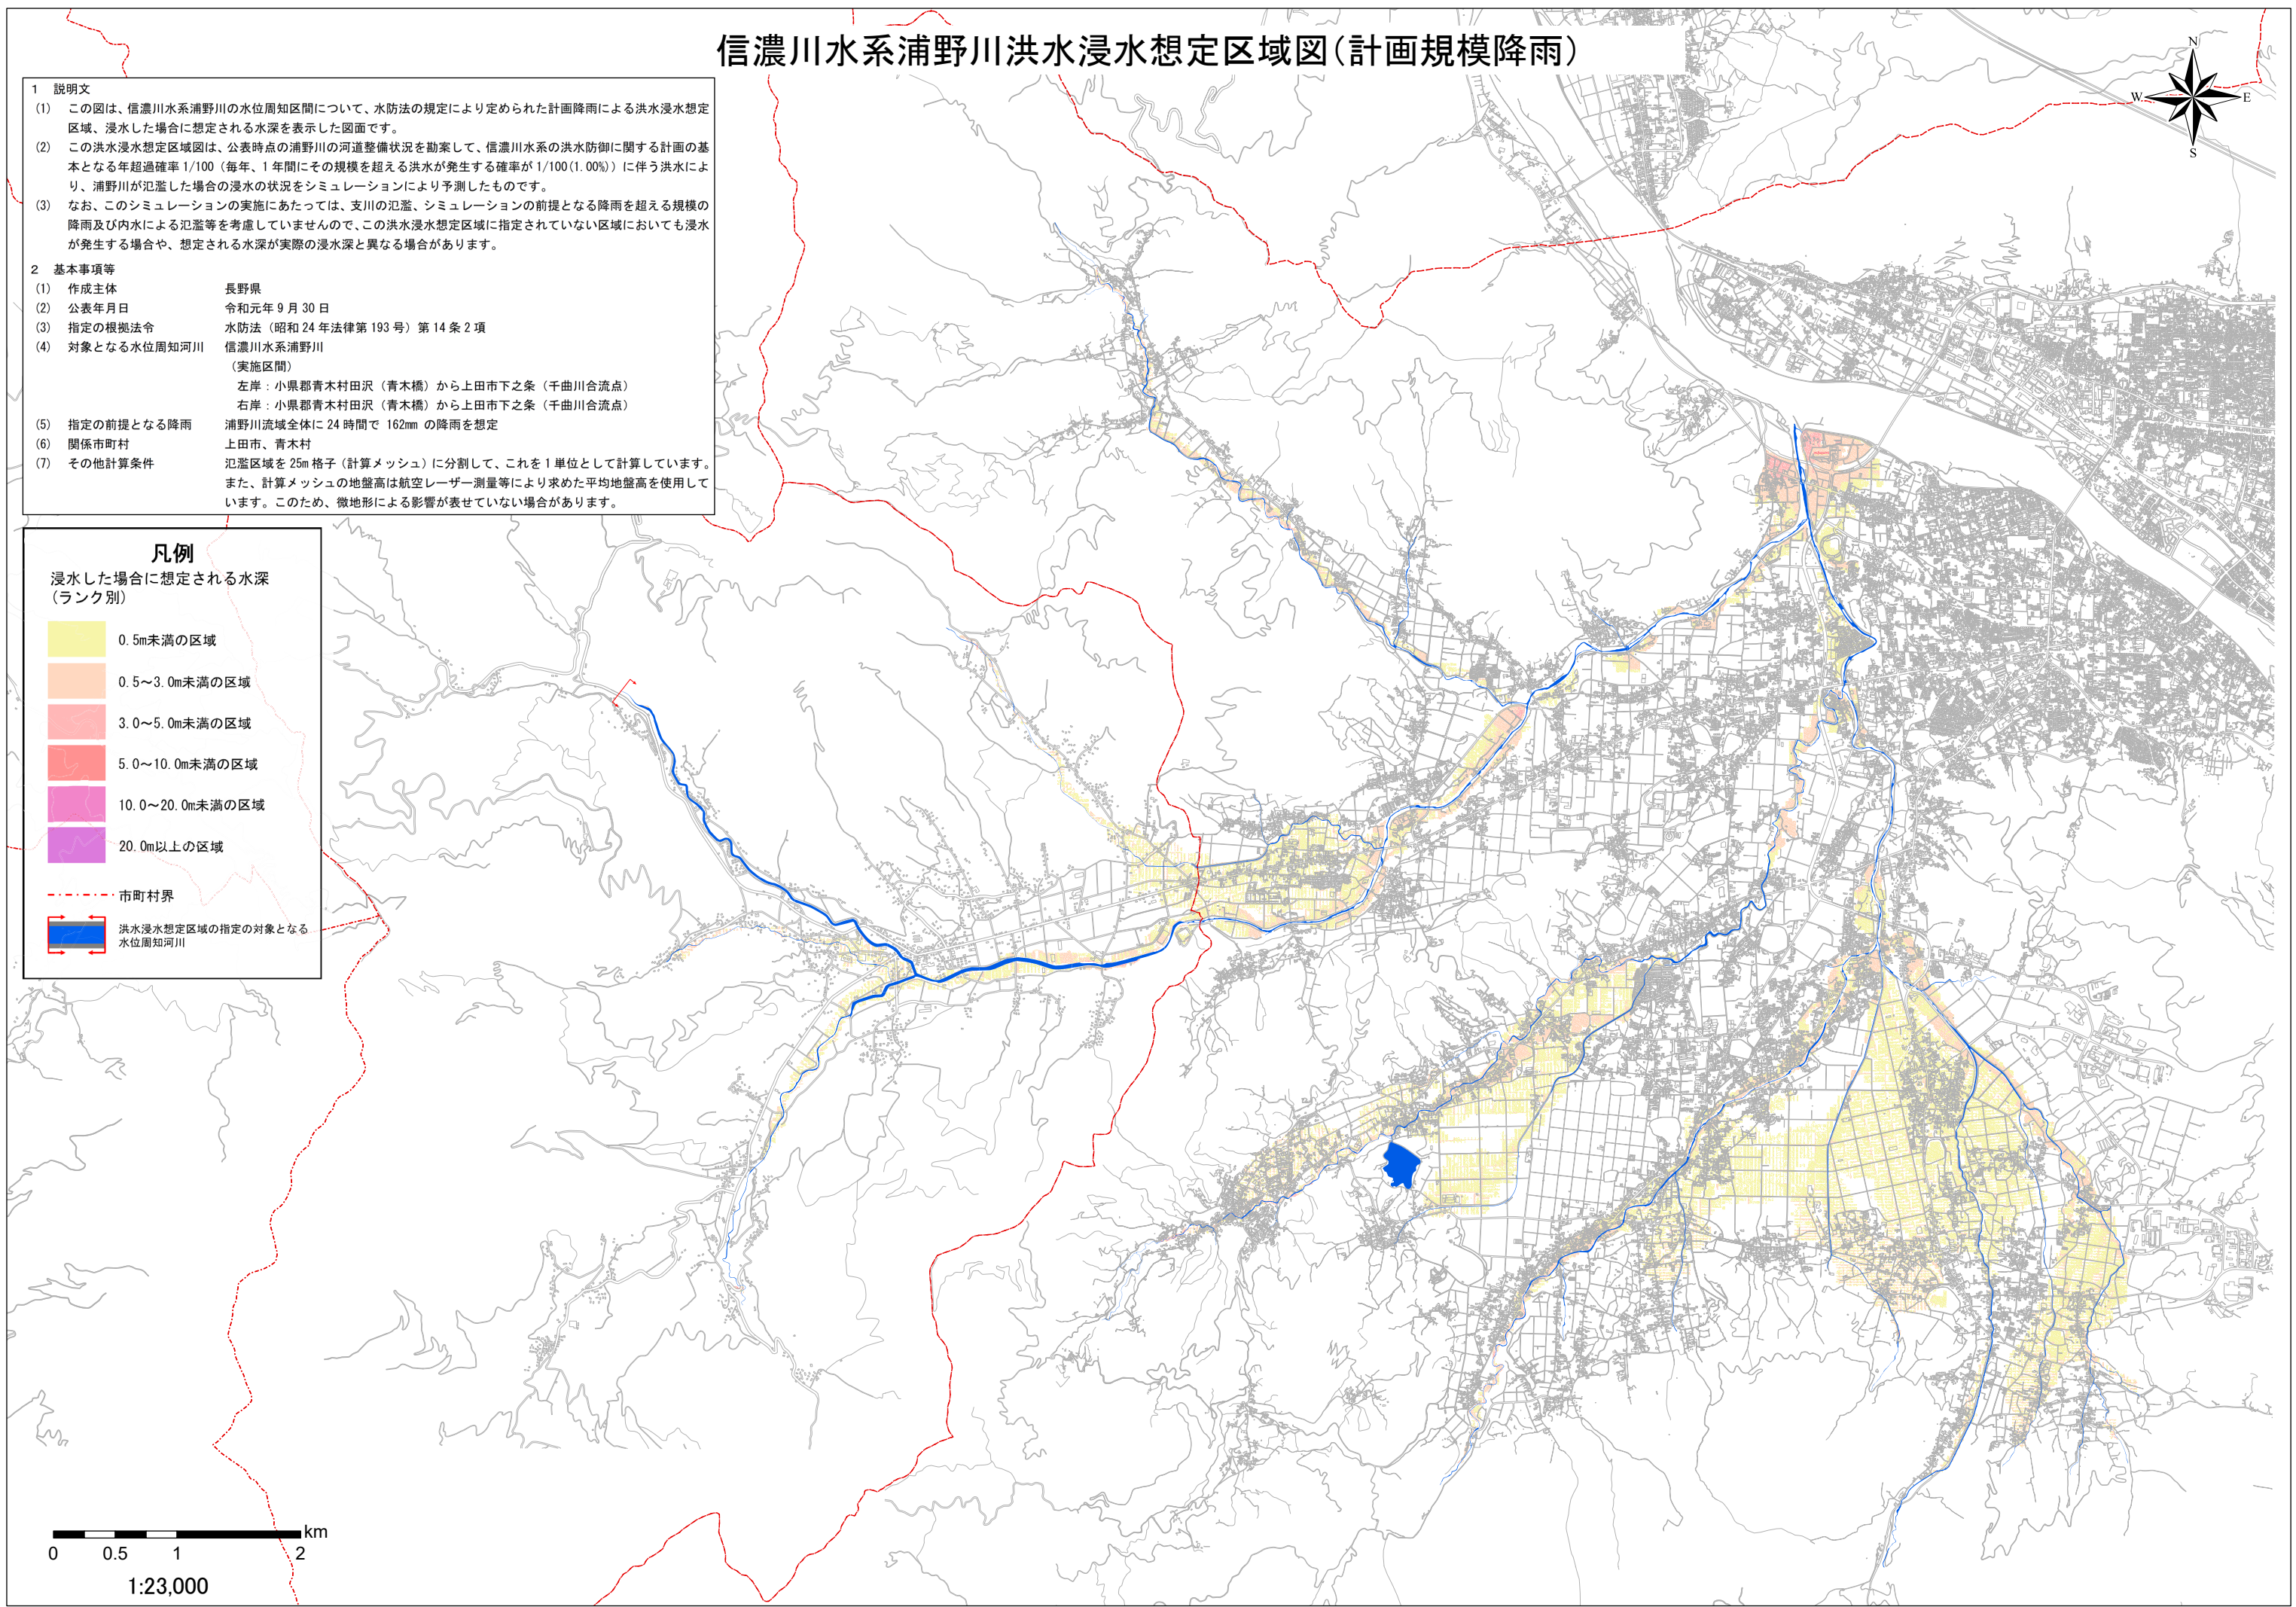 信濃川水系浦野川洪水浸水想定区域図(計画規模降雨)
N
W
E
S
1 説明文
(1) この図は、信濃川水系浦野川の水位周知区間について、水防法の規定により定められた計画降雨による洪水浸水想定
区域、浸水した場合に想定される水深を表示した図面です。
(2) この洪水浸水想定区域図は、公表時点の浦野川の河道整備状況を勘案して、信濃川水系の洪水防御に関する計画の基
本となる年超過確率 1/100(毎年、1 年間にその規模を超える洪水が発生する確率が 1/100(1.00%))に伴う洪水によ
り、浦野川が氾濫した場合の浸水の状況をシミュレーションにより予測したものです。
(3) なお、このシミュレーションの実施にあたっては、支川の氾濫、シミュレーションの前提となる降雨を超える規模の
降雨及び内水による氾濫等を考慮していませんので、この洪水浸水想定区域に指定されていない区域においても浸水
が発生する場合や、想定される水深が実際の浸水深と異なる場合があります。
2 基本事項等
(1) 作成主体 長野県
(2) 公表年月日 令和元年 9 月 30 日
(3) 指定の根拠法令 水防法(昭和 24 年法律第 193 号)第 14 条 2 項
(4) 対象となる水位周知河川 信濃川水系浦野川
(実施区間)
左岸:小県郡青木村田沢(青木橋)から上田市下之条(千曲川合流点)
右岸:小県郡青木村田沢(青木橋)から上田市下之条(千曲川合流点)
(5) 指定の前提となる降雨 浦野川流域全体に 24 時間で 162mm の降雨を想定
(6) 関係市町村 上田市、青木村
(7) その他計算条件 氾濫区域を 25m 格子(計算メッシュ)に分割して、これを 1 単位として計算しています。
また、計算メッシュの地盤高は航空レーザー測量等により求めた平均地盤高を使用して
います。このため、微地形による影響が表せていない場合があります。
凡例
浸水した場合に想定される水深
(ランク別)
0.5m未満の区域
0.5~3.0m未満の区域
3.0~5.0m未満の区域
5.0~10.0m未満の区域
10.0~20.0m未満の区域
20.0m以上の区域
市町村界
洪水浸水想定区域の指定の対象となる
水位周知河川
km
0 0.5 1 2
1:23,000